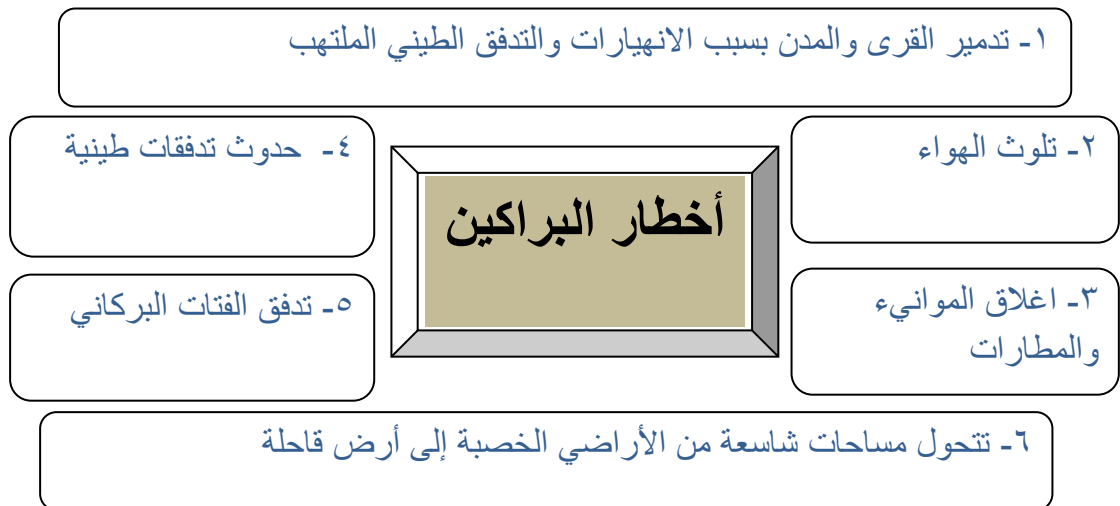 ١- تدمير القرى والمدن بسبب الانهيارات والتدفق الطيني الملتهب
أخطار البراكين
٢- تلوث الهواء
٣- اغلاق الموانيء
والمطارات
٤- حدوث تدفقات طينية
٥- تدفق الفتات البركاني
٦- تتحول مساحات شاسعة من الأراضي الخصبة إلى أرض قاحلة